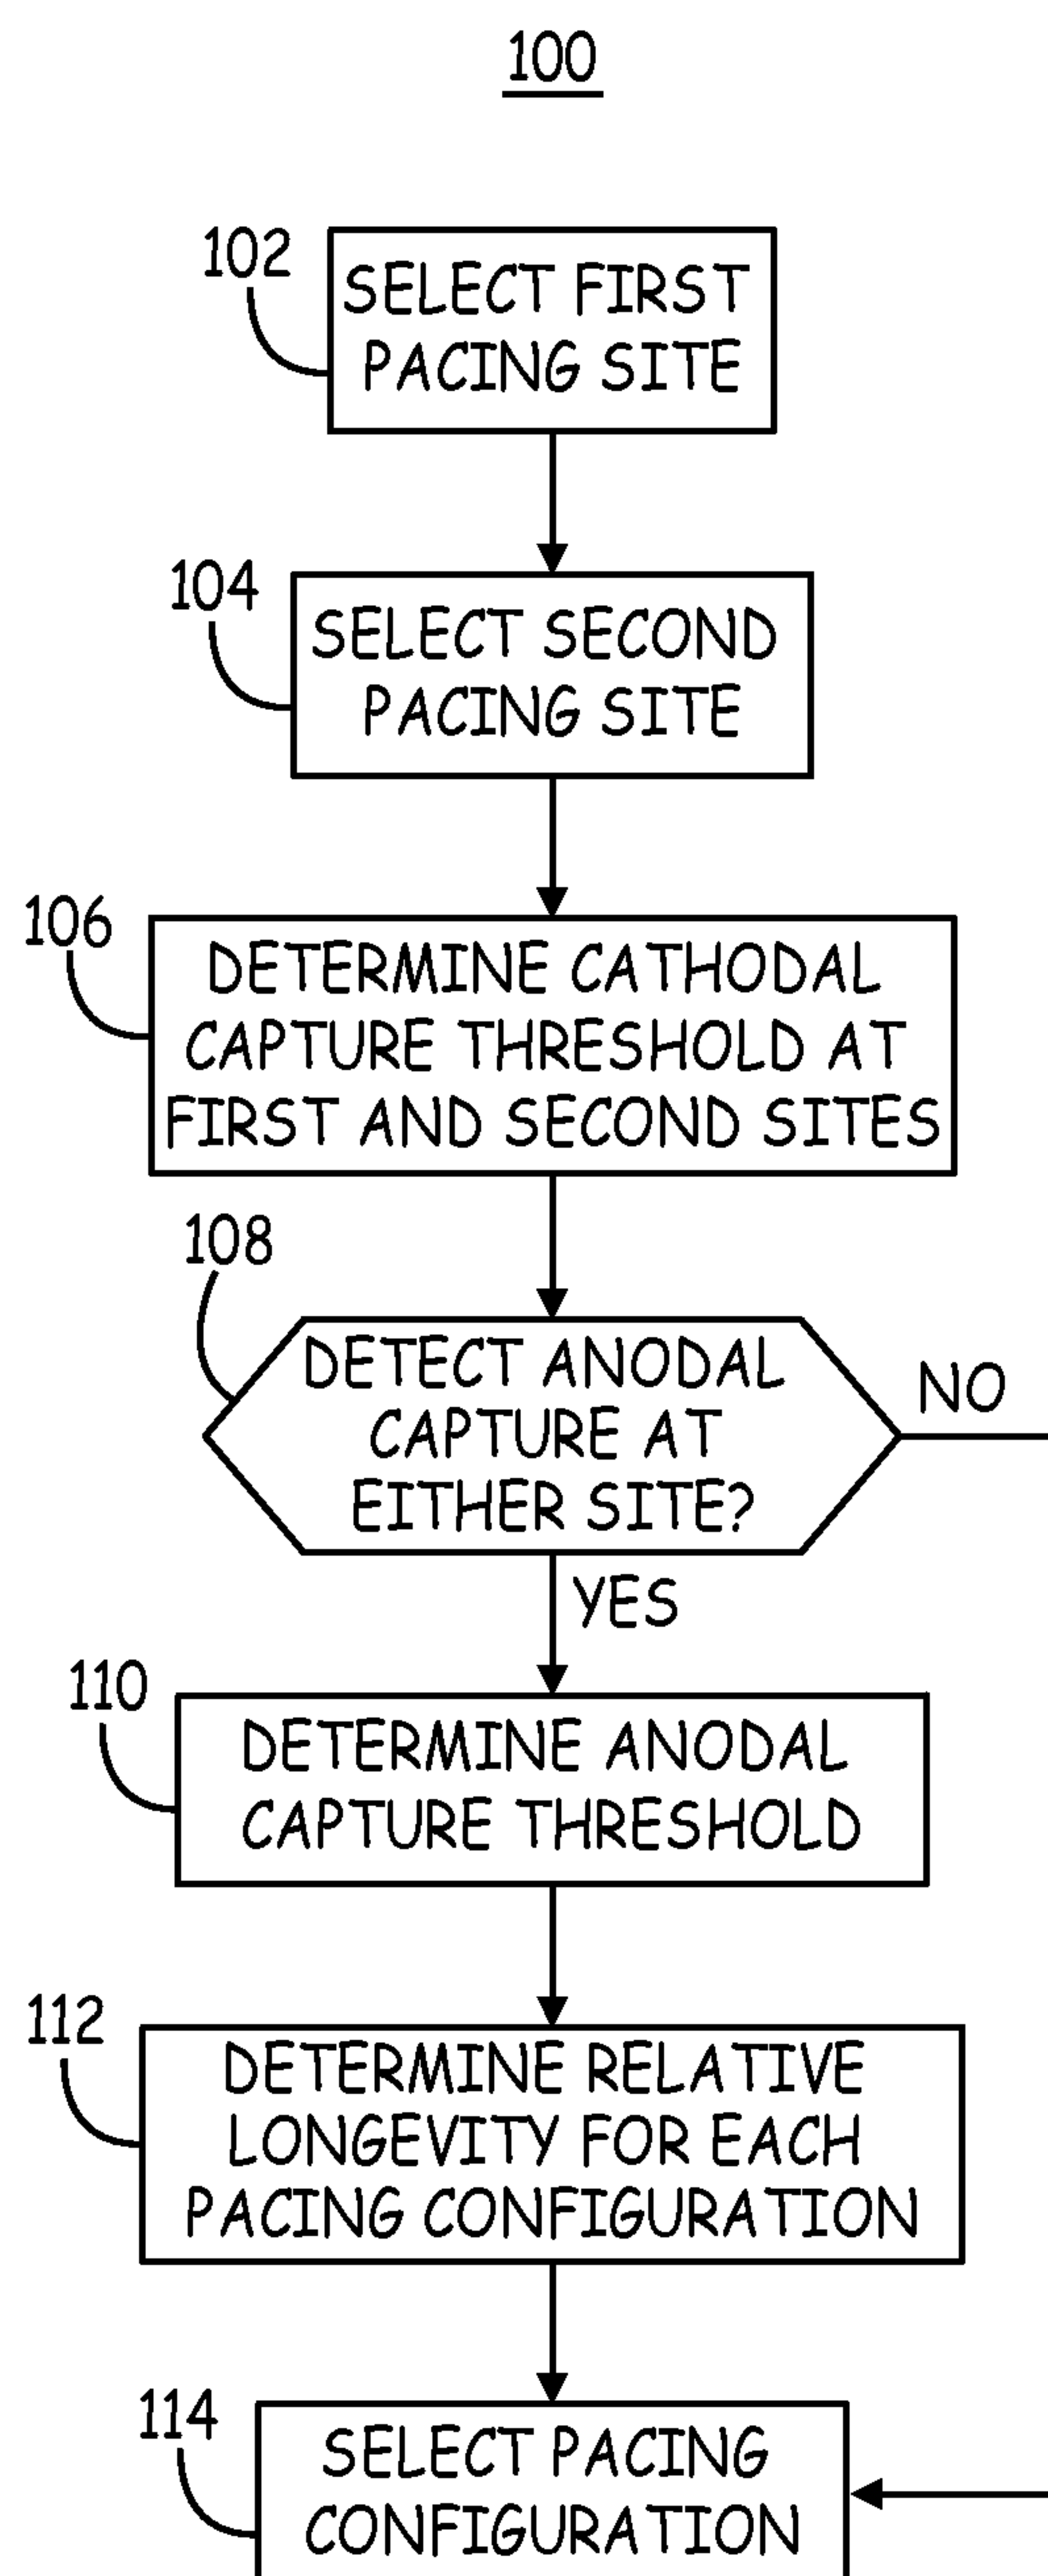 100
102
SELECT FIRST
PACING SITE
104
SELECT SECOND
PACING SITE
106
DETERMINE CATHODAL
CAPTURE THRESHOLD AT
FIRST AND SECOND SITES
108
DETECT ANODAL
CAPTURE AT
EITHER SITE?
NO
YES
110
DETERMINE ANODAL
CAPTURE THRESHOLD
112
DETERMINE RELATIVE
LONGEVITY FOR EACH
PACING CONFIGURATION
114
SELECT PACING
CONFIGURATION